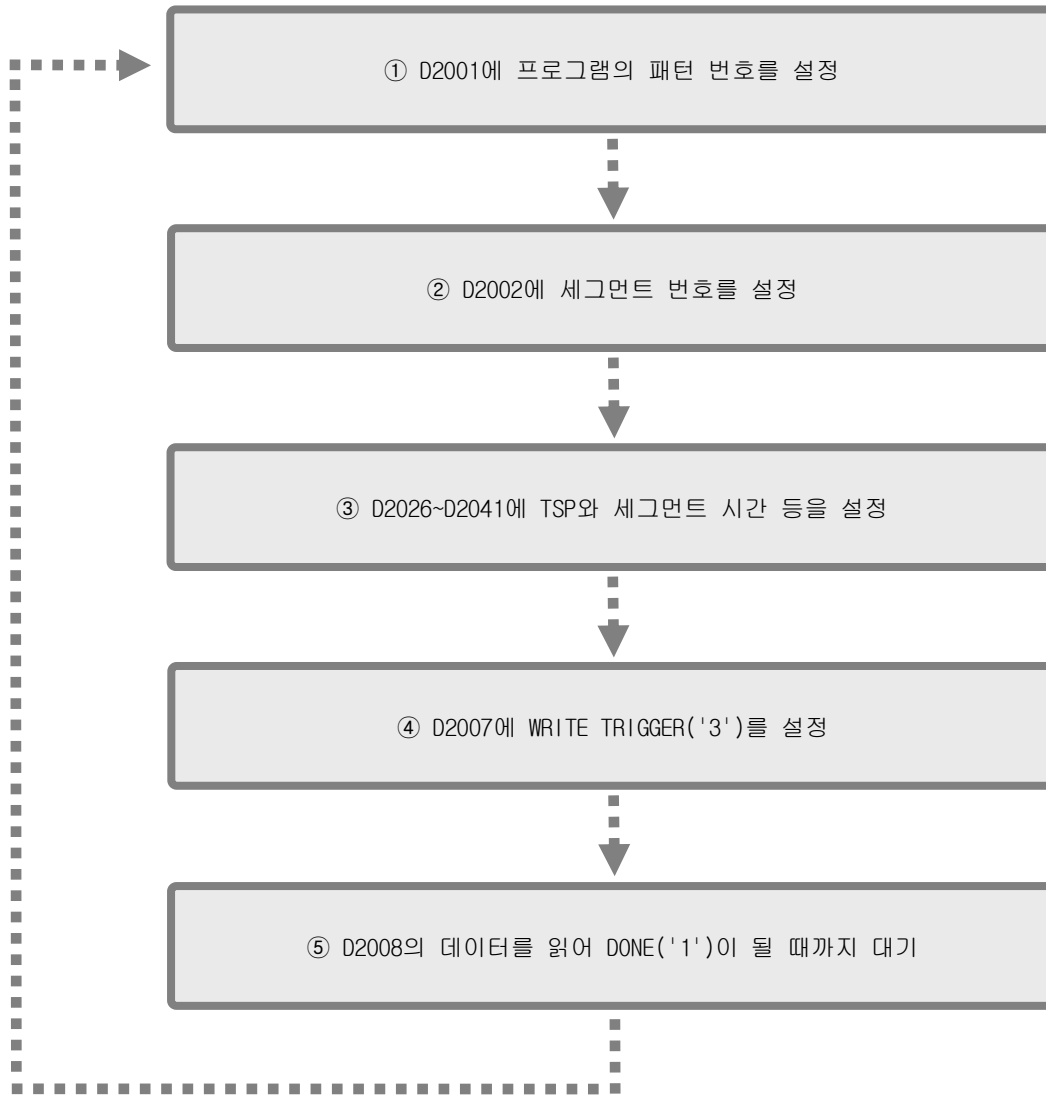 ① D2001에 프로그램의 패턴 번호를 설정
② D2002에 세그먼트 번호를 설정
③ D2026~D2041에 TSP와 세그먼트 시간 등을 설정
④ D2007에 WRITE TRIGGER('3')를 설정
⑤ D2008의 데이터를 읽어 DONE('1')이 될 때까지 대기